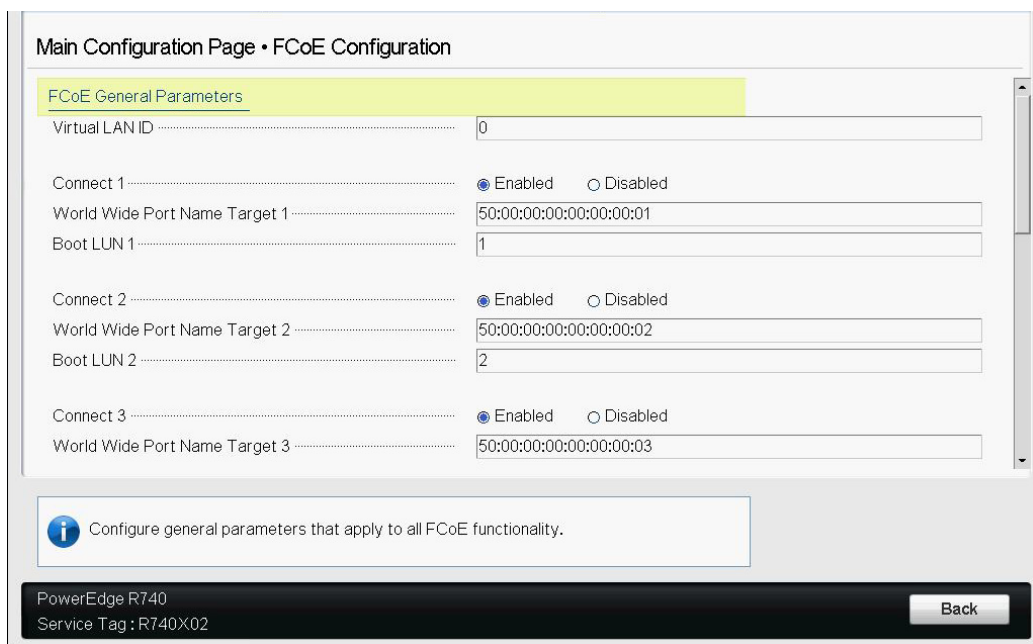 Main Configuration Page • FCoE Configuration
FCoE General Parameters
Virtual LAN ID 0
Connect 1 Enabled Disabled
World Wide Port Name Target 1 50:00:00:00:00:00:00:01
Boot LUN 1 1
Connect 2 Enabled Disabled
World Wide Port Name Target 2 50:00:00:00:00:00:00:02
Boot LUN 2 2
Connect 3 Enabled Disabled
World Wide Port Name Target 3 50:00:00:00:00:00:00:03
Configure general parameters that apply to all FCoE functionality.
PowerEdge R740
Service Tag : R740X02
Back